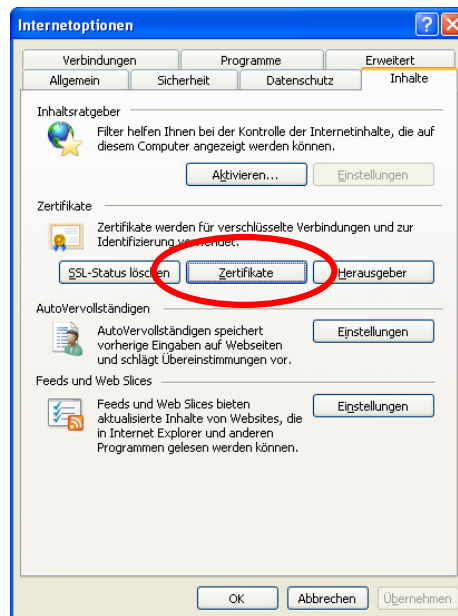 Internetoptionen
Verbindungen Programme Erweitert
Allgemein Sicherheit Datenschutz Inhalte
Inhaltsratgeber
Filter helfen Ihnen bei der Kontrolle der Internetinhalte, die auf
diesem Computer angezeigt werden können.
Aktivieren... Einstellungen
Zertifikate
Zertifikate werden für verschlüsselte Verbindungen und zur
Identifizierung verwendet.
SSL-Status löschen Zertifikate Herausgeber
AutoVervollständigen
AutoVervollständigen speichert
vorherige Eingaben auf Webseiten
und schlägt Übereinstimmungen vor.
Einstellungen
Feeds und Web Slices
Feeds und Web Slices bieten
aktualisierte Inhalte von Websites, die
in Internet Explorer und anderen
Programmen gelesen werden können.
Einstellungen
OK Abbrechen Übernehmen